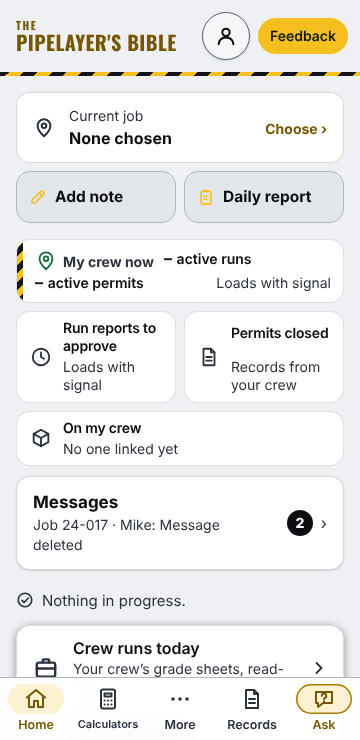 THE
PIPELAYER'S BIBLE
Feedback
Current job
None chosen
Choose ›
Add note
Daily report
My crew now – active runs
– active permits Loads with signal
Run reports to
approve
Loads with
signal
Permits closed
Records from
your crew
On my crew
No one linked yet
Messages
Job 24-017 · Mike: Message
deleted
2 ›
Nothing in progress.
Crew runs today
Your crew’s grade sheets, read-
Home
Calculators
More
Records
Ask